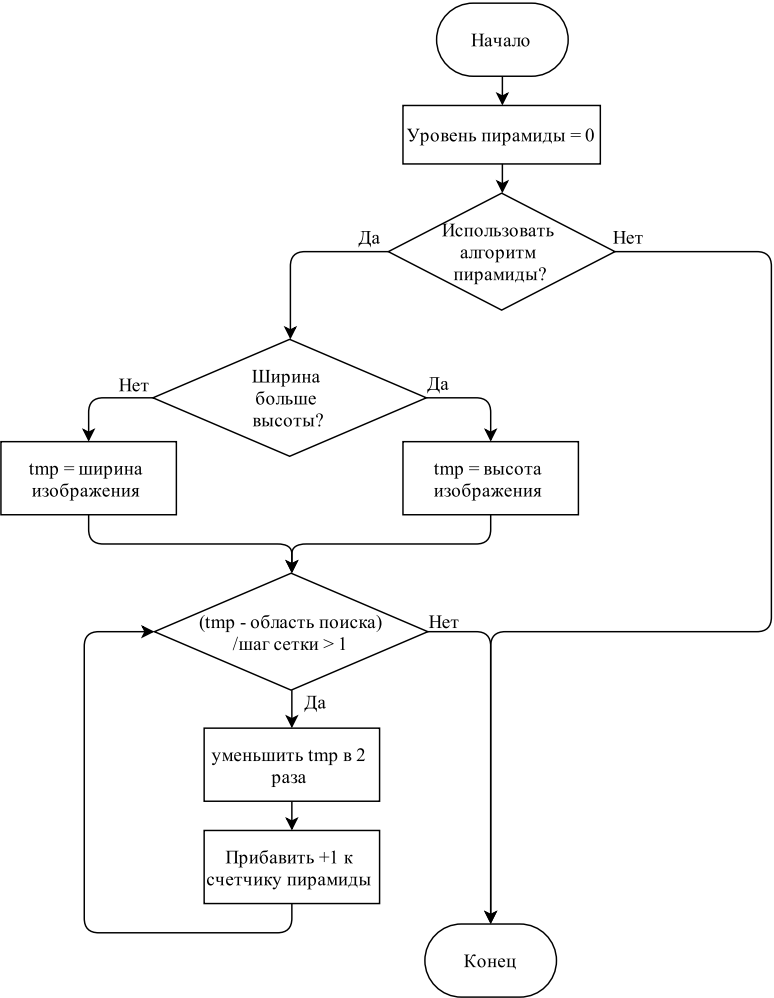 Начало
Уровень пирамиды = 0
Использовать
алгоритм
пирамиды?
Да
Нет
Ширина
больше
высоты?
Нет
Да
tmp = ширина
изображения
tmp = высота
изображения
(tmp - область поиска)
/шаг сетки > 1
Нет
Да
уменьшить tmp в 2
раза
Прибавить +1 к
счетчику пирамиды
Конец